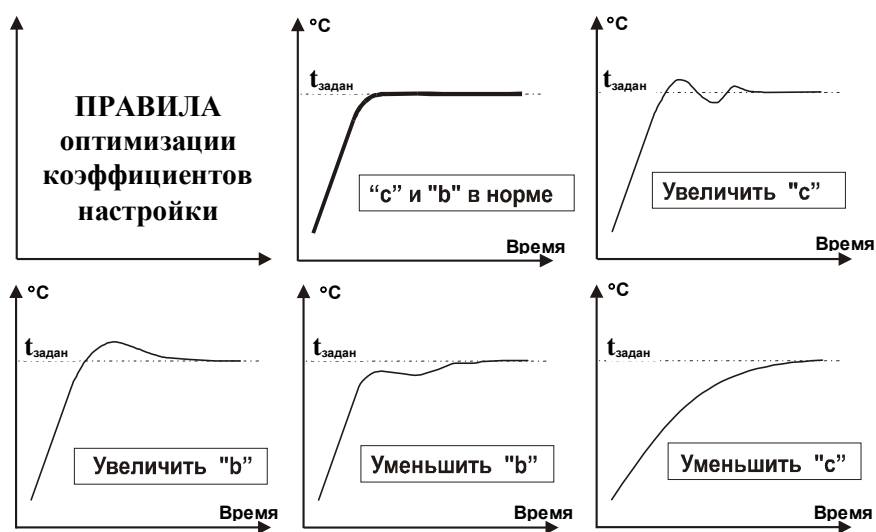 ПРАВИЛА
оптимизации
коэффициентов
настройки
°C
tзадан
“c” и "b" в норме
Время
°C
tзадан
Увеличить "c”
Время
°C
tзадан
Увеличить "b”
Время
°C
tзадан
Уменьшить "b”
Время
°C
tзадан
Уменьшить "c”
Время